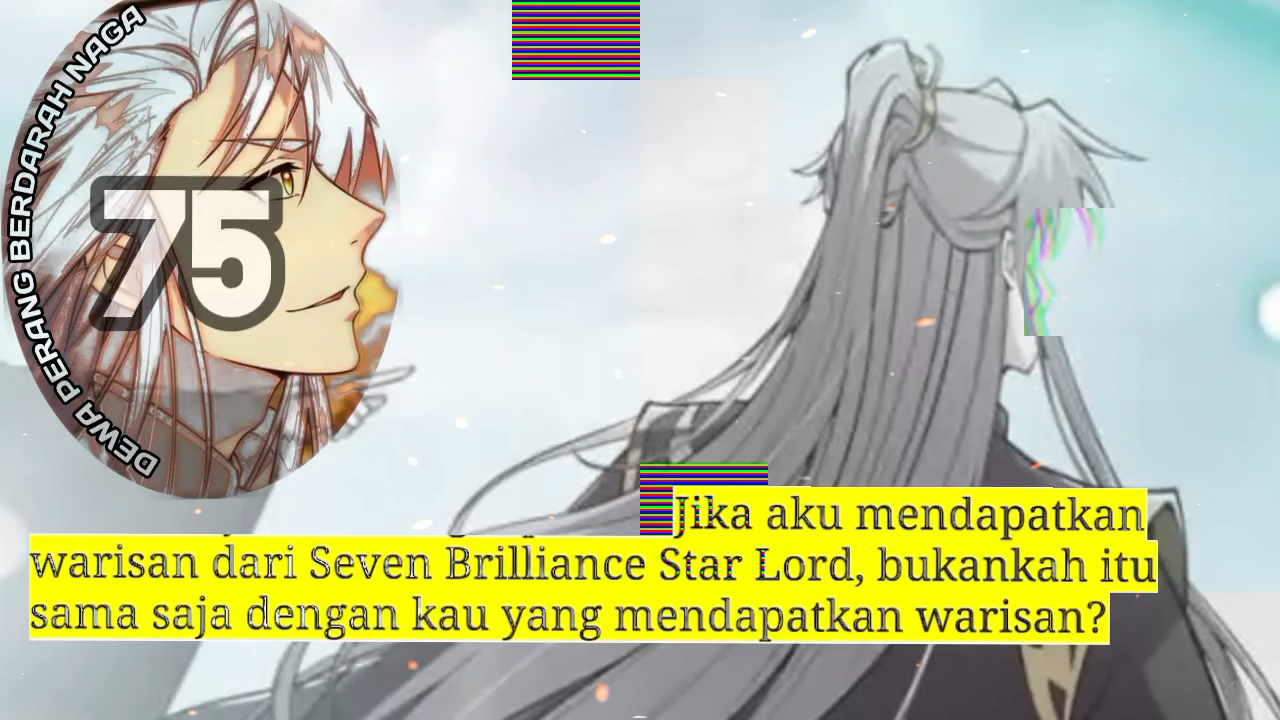 DEWA PERANG BERDARAH NAGA
75
Jika aku mendapatkan
warisan dari Seven Brilliance Star Lord, bukankah itu
sama saja dengan kau yang mendapatkan warisan?